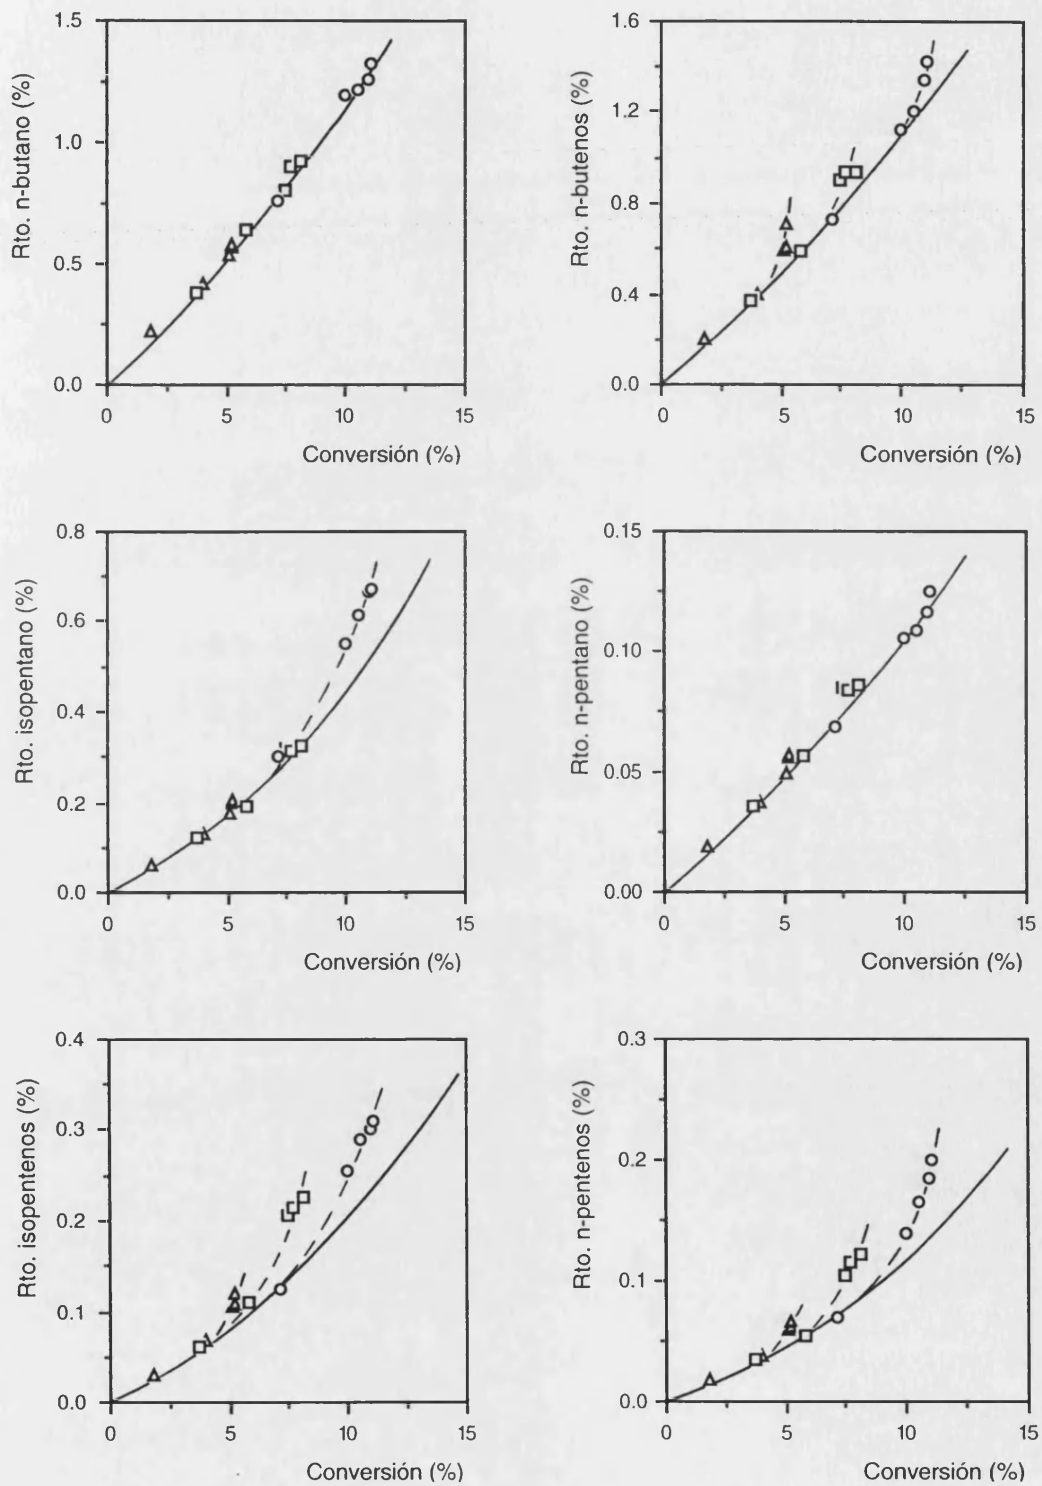 Rto. n-butano (%)
1.5
1.0
0.5
0.0
0 5 10 15
Conversión (%)
Rto. n-butenos (%)
1.6
1.2
0.8
0.4
0.0
0 5 10 15
Conversión (%)
Rto. isopentano (%)
0.8
0.6
0.4
0.2
0.0
0 5 10 15
Conversión (%)
Rto. n-pentano (%)
0.15
0.10
0.05
0.00
0 5 10 15
Conversión (%)
Rto. isopentenos (%)
0.4
0.3
0.2
0.1
0.0
0 5 10 15
Conversión (%)
Rto. n-pentenos (%)
0.3
0.2
0.1
0.0
0 5 10 15
Conversión (%)